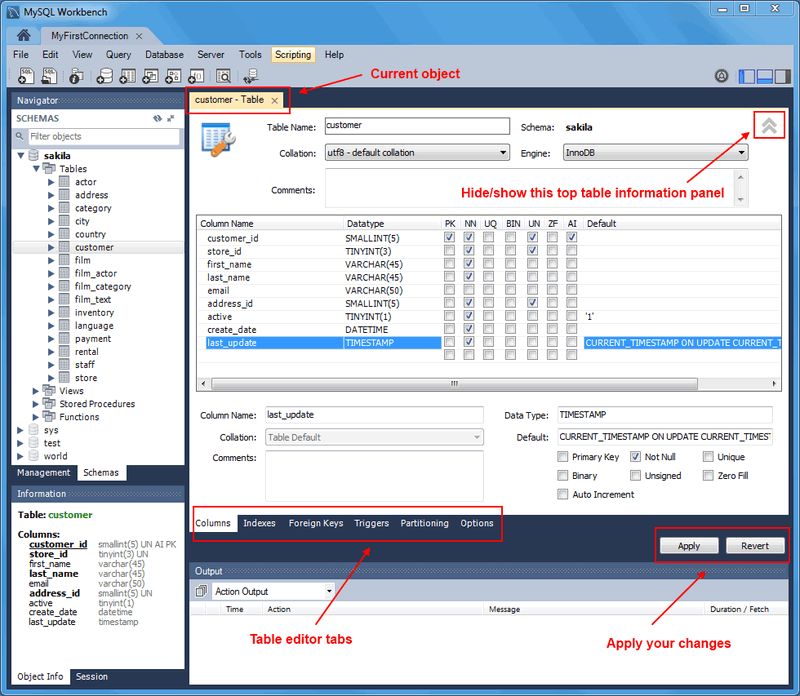 MySQL Workbench
MyFirstConnection
File Edit View Query Database Server Tools Scripting Help
Current object
Navigator
SCHEMAS
Filter objects
sakila
Tables
actor
address
category
city
country
customer
film
film_actor
film_category
film_text
inventory
language
payment
rental
staff
store
Views
Stored Procedures
Functions
sys
test
world
Management Schemas
Information
Table: customer
Columns:
customer_id smallint(5) UN AI PK
store_id tinyint(3) UN
first_name varchar(45)
last_name varchar(45)
email varchar(50)
address_id smallint(5) UN
active tinyint(1)
create_date datetime
last_update timestamp
Object Info Session
customer - Table
Table Name: customer Schema: sakila
Collation: utf8 - default collation Engine: InnoDB
Comments:
Hide/show this top table information panel
Column Name Datatype PK NN UQ BIN UN ZF AI Default
customer_id SMALLINT(5)
store_id TINYINT(3)
first_name VARCHAR(45)
last_name VARCHAR(45)
email VARCHAR(50)
address_id SMALLINT(5)
active TINYINT(1) '1'
create_date DATETIME
last_update TIMESTAMP CURRENT_TIMESTAMP ON UPDATE CURRENT_T
Column Name: last_update Data Type: TIMESTAMP
Collation: Table Default Default: CURRENT_TIMESTAMP ON UPDATE CURRENT_TIMEST
Comments: Primary Key Not Null Unique
Binary Unsigned Zero Fill
Auto Increment
Columns Indexes Foreign Keys Triggers Partitioning Options
Apply Revert
Output
Action Output
Time Action Message Duration / Fetch
Table editor tabs
Apply your changes